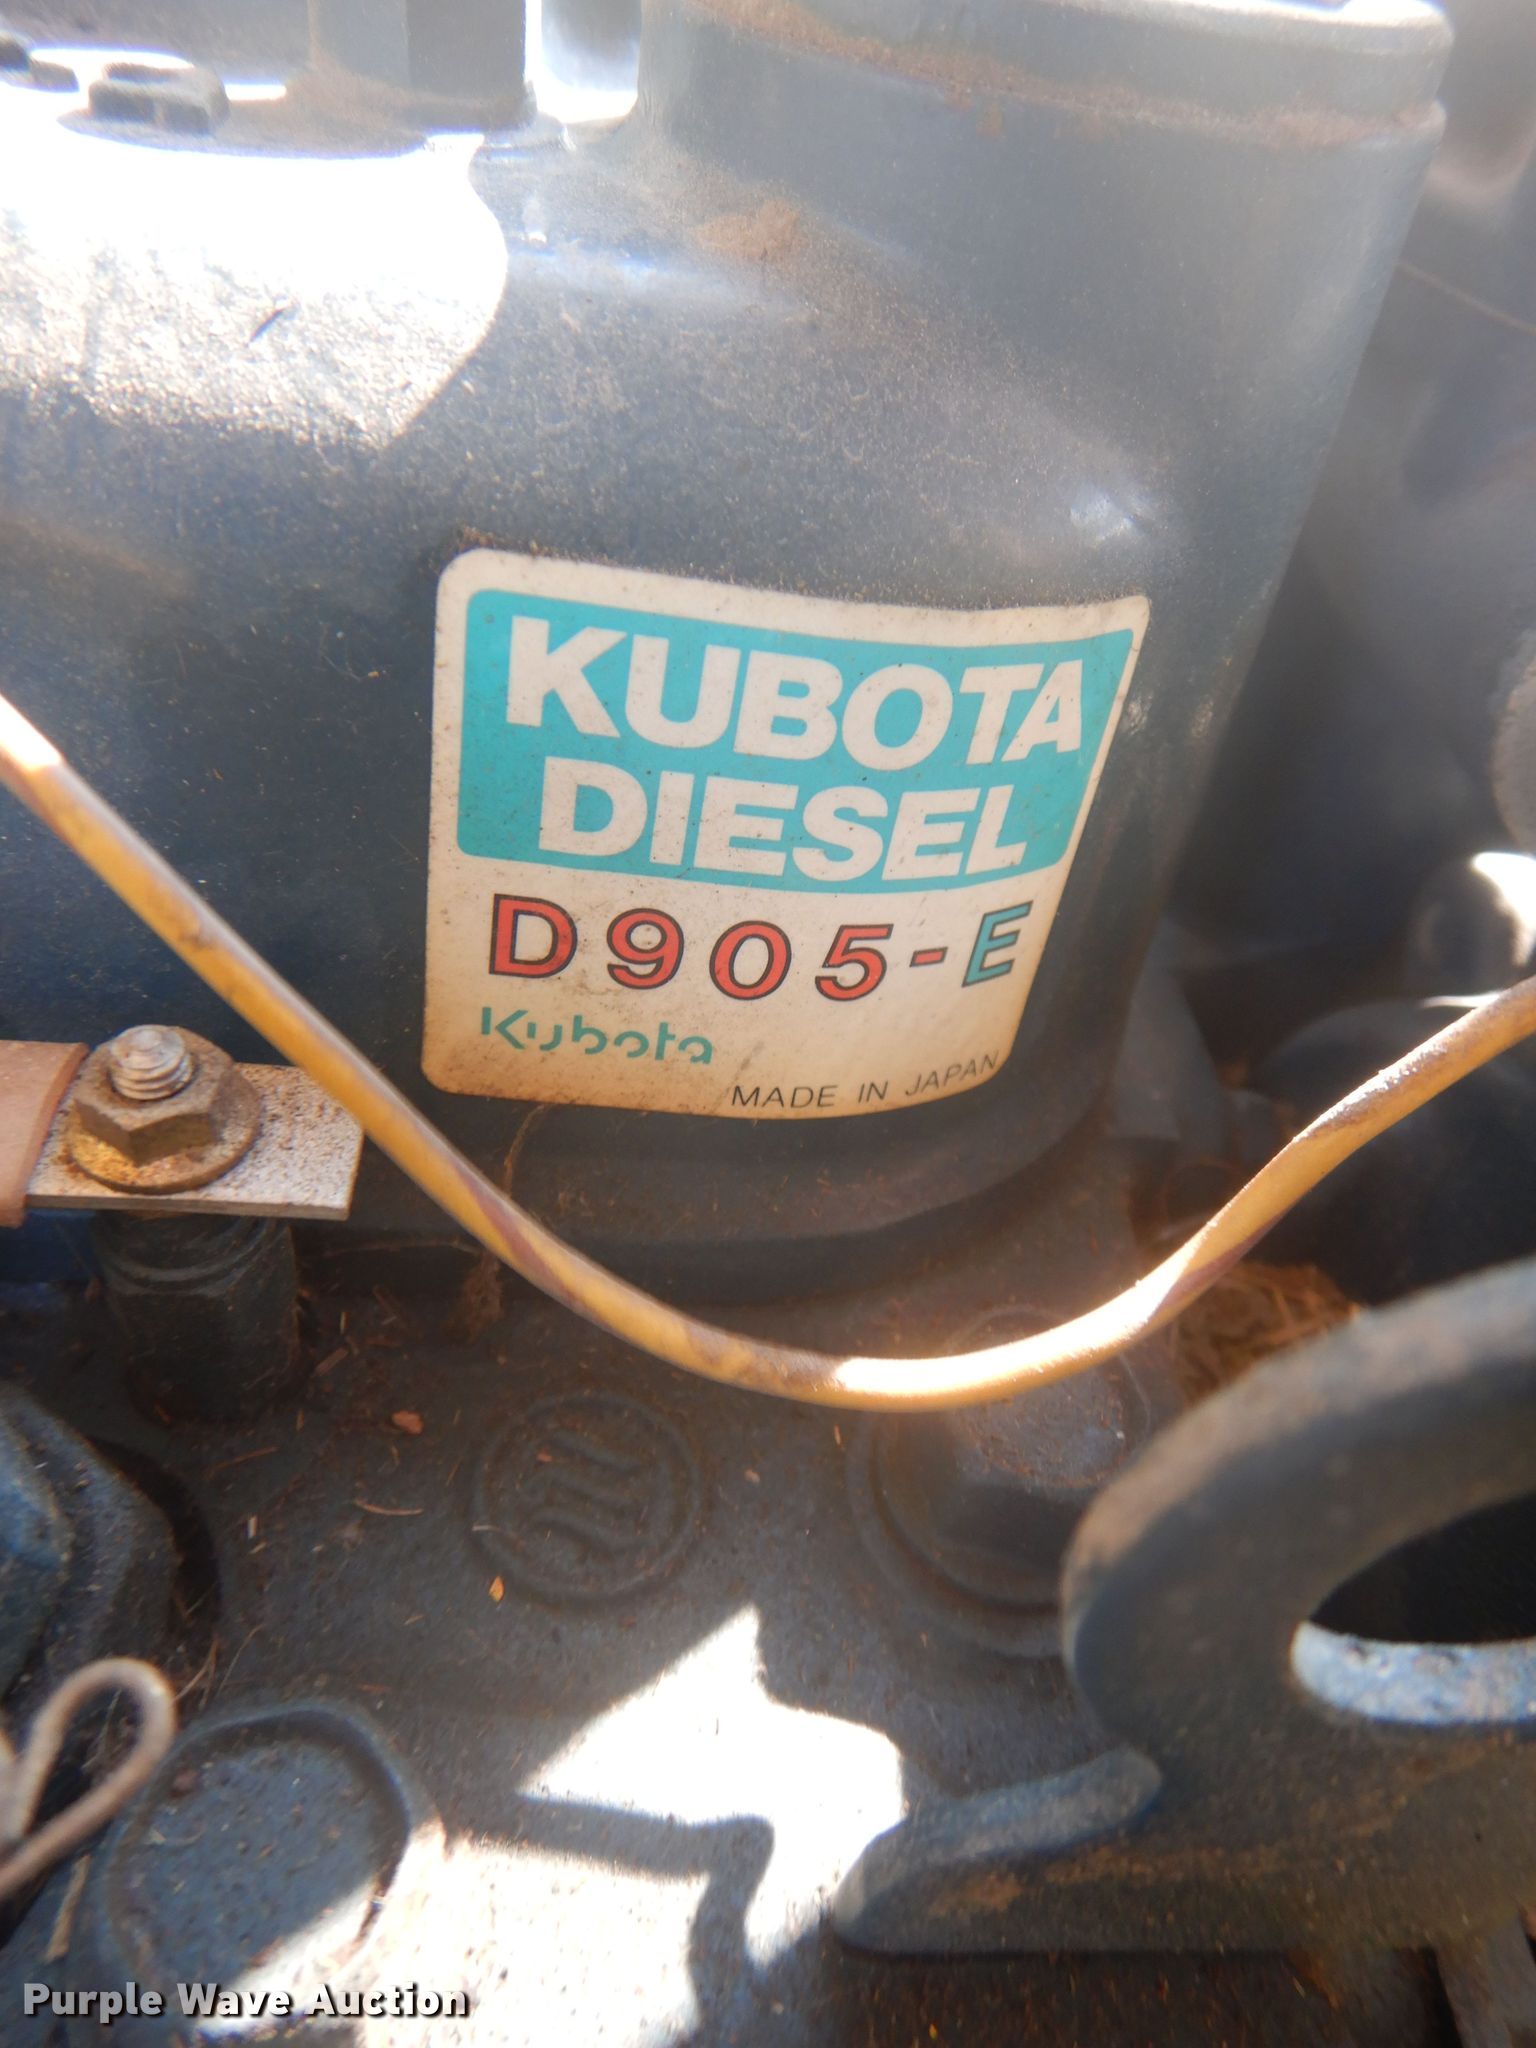 KUBOTA
DIESEL
D905-E
Kubota
MADE IN JAPAN
Purple Wave Auction